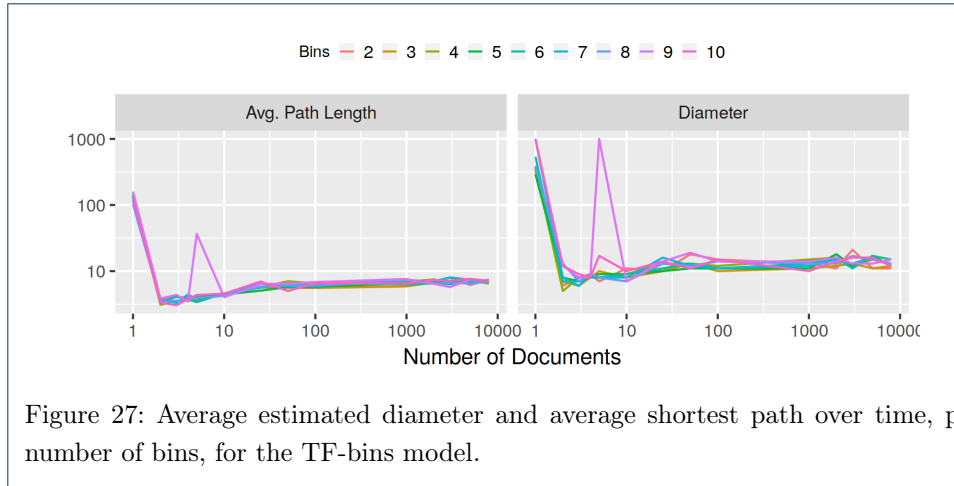 Bins 2 3 4 5 6 7 8 9 10
Avg. Path Length Diameter
1000
100
10
1 10 100 1000 10000 1 10 100 1000
Number of Documents
Figure 27: Average estimated diameter and average shortest path over time,
number of bins, for the TF-bins model.